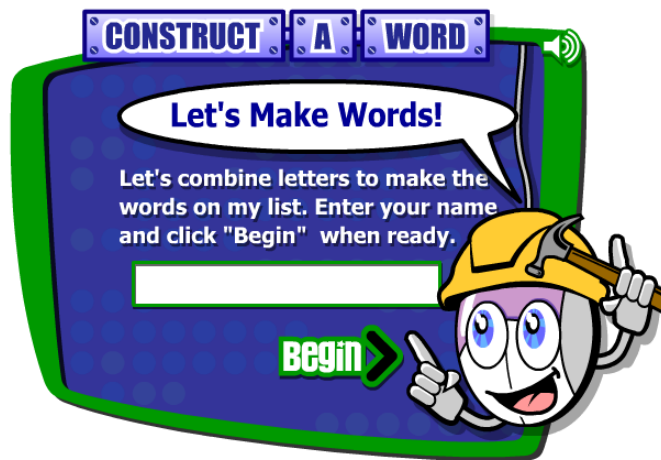 CONSTRUCT A WORD
Let's Make Words!
Let's combine letters to make the
words on my list. Enter your name
and click "Begin" when ready.
Begin